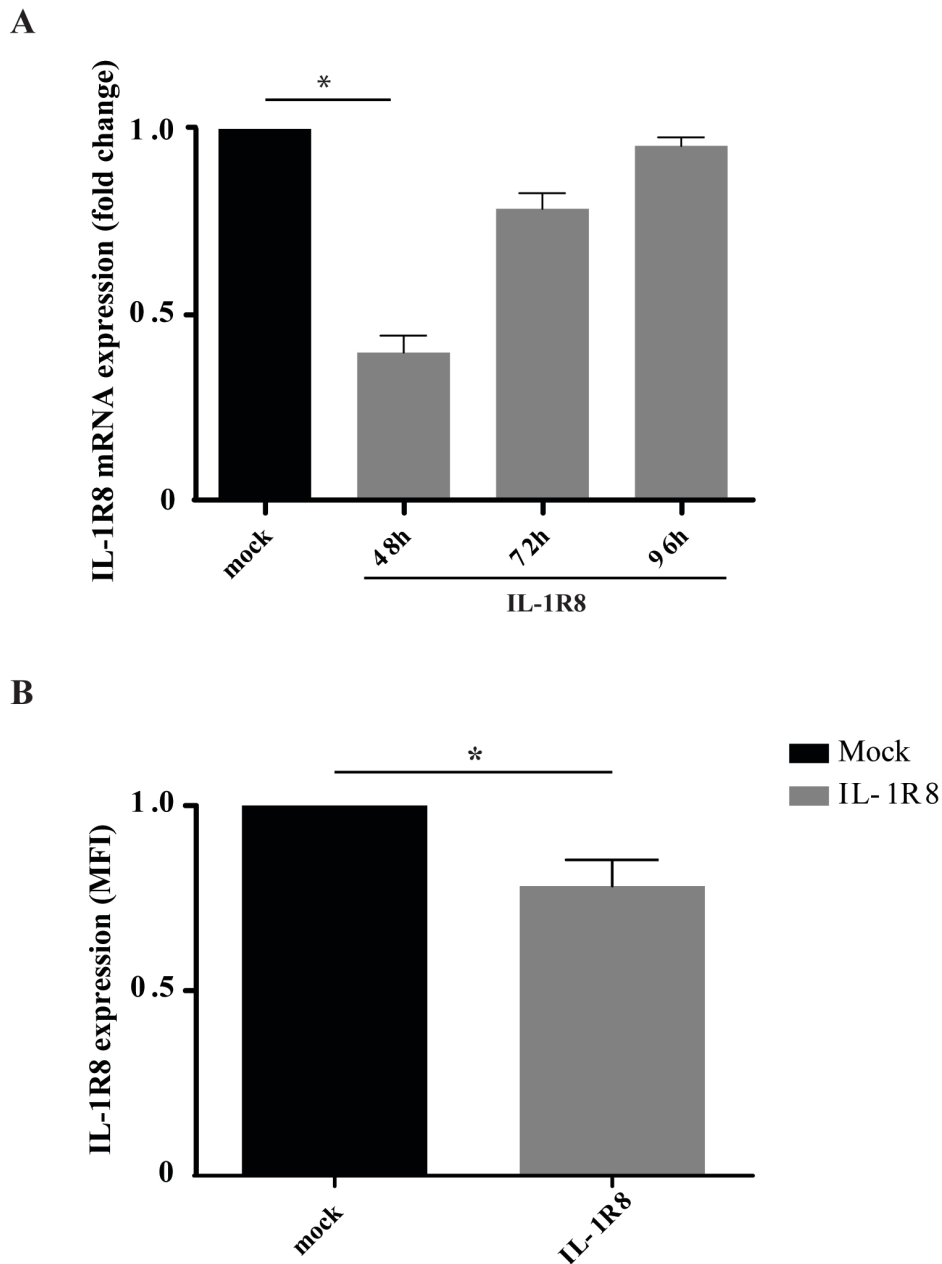 A
*
IL-1R8 mRNA expression (fold change)
1.0
0.5
0
mock
48h
72h
96h
IL-1R8
B
*
Mock
IL-1R8
IL-1R8 expression (MFI)
1.0
0.5
0
mock
IL-1R8